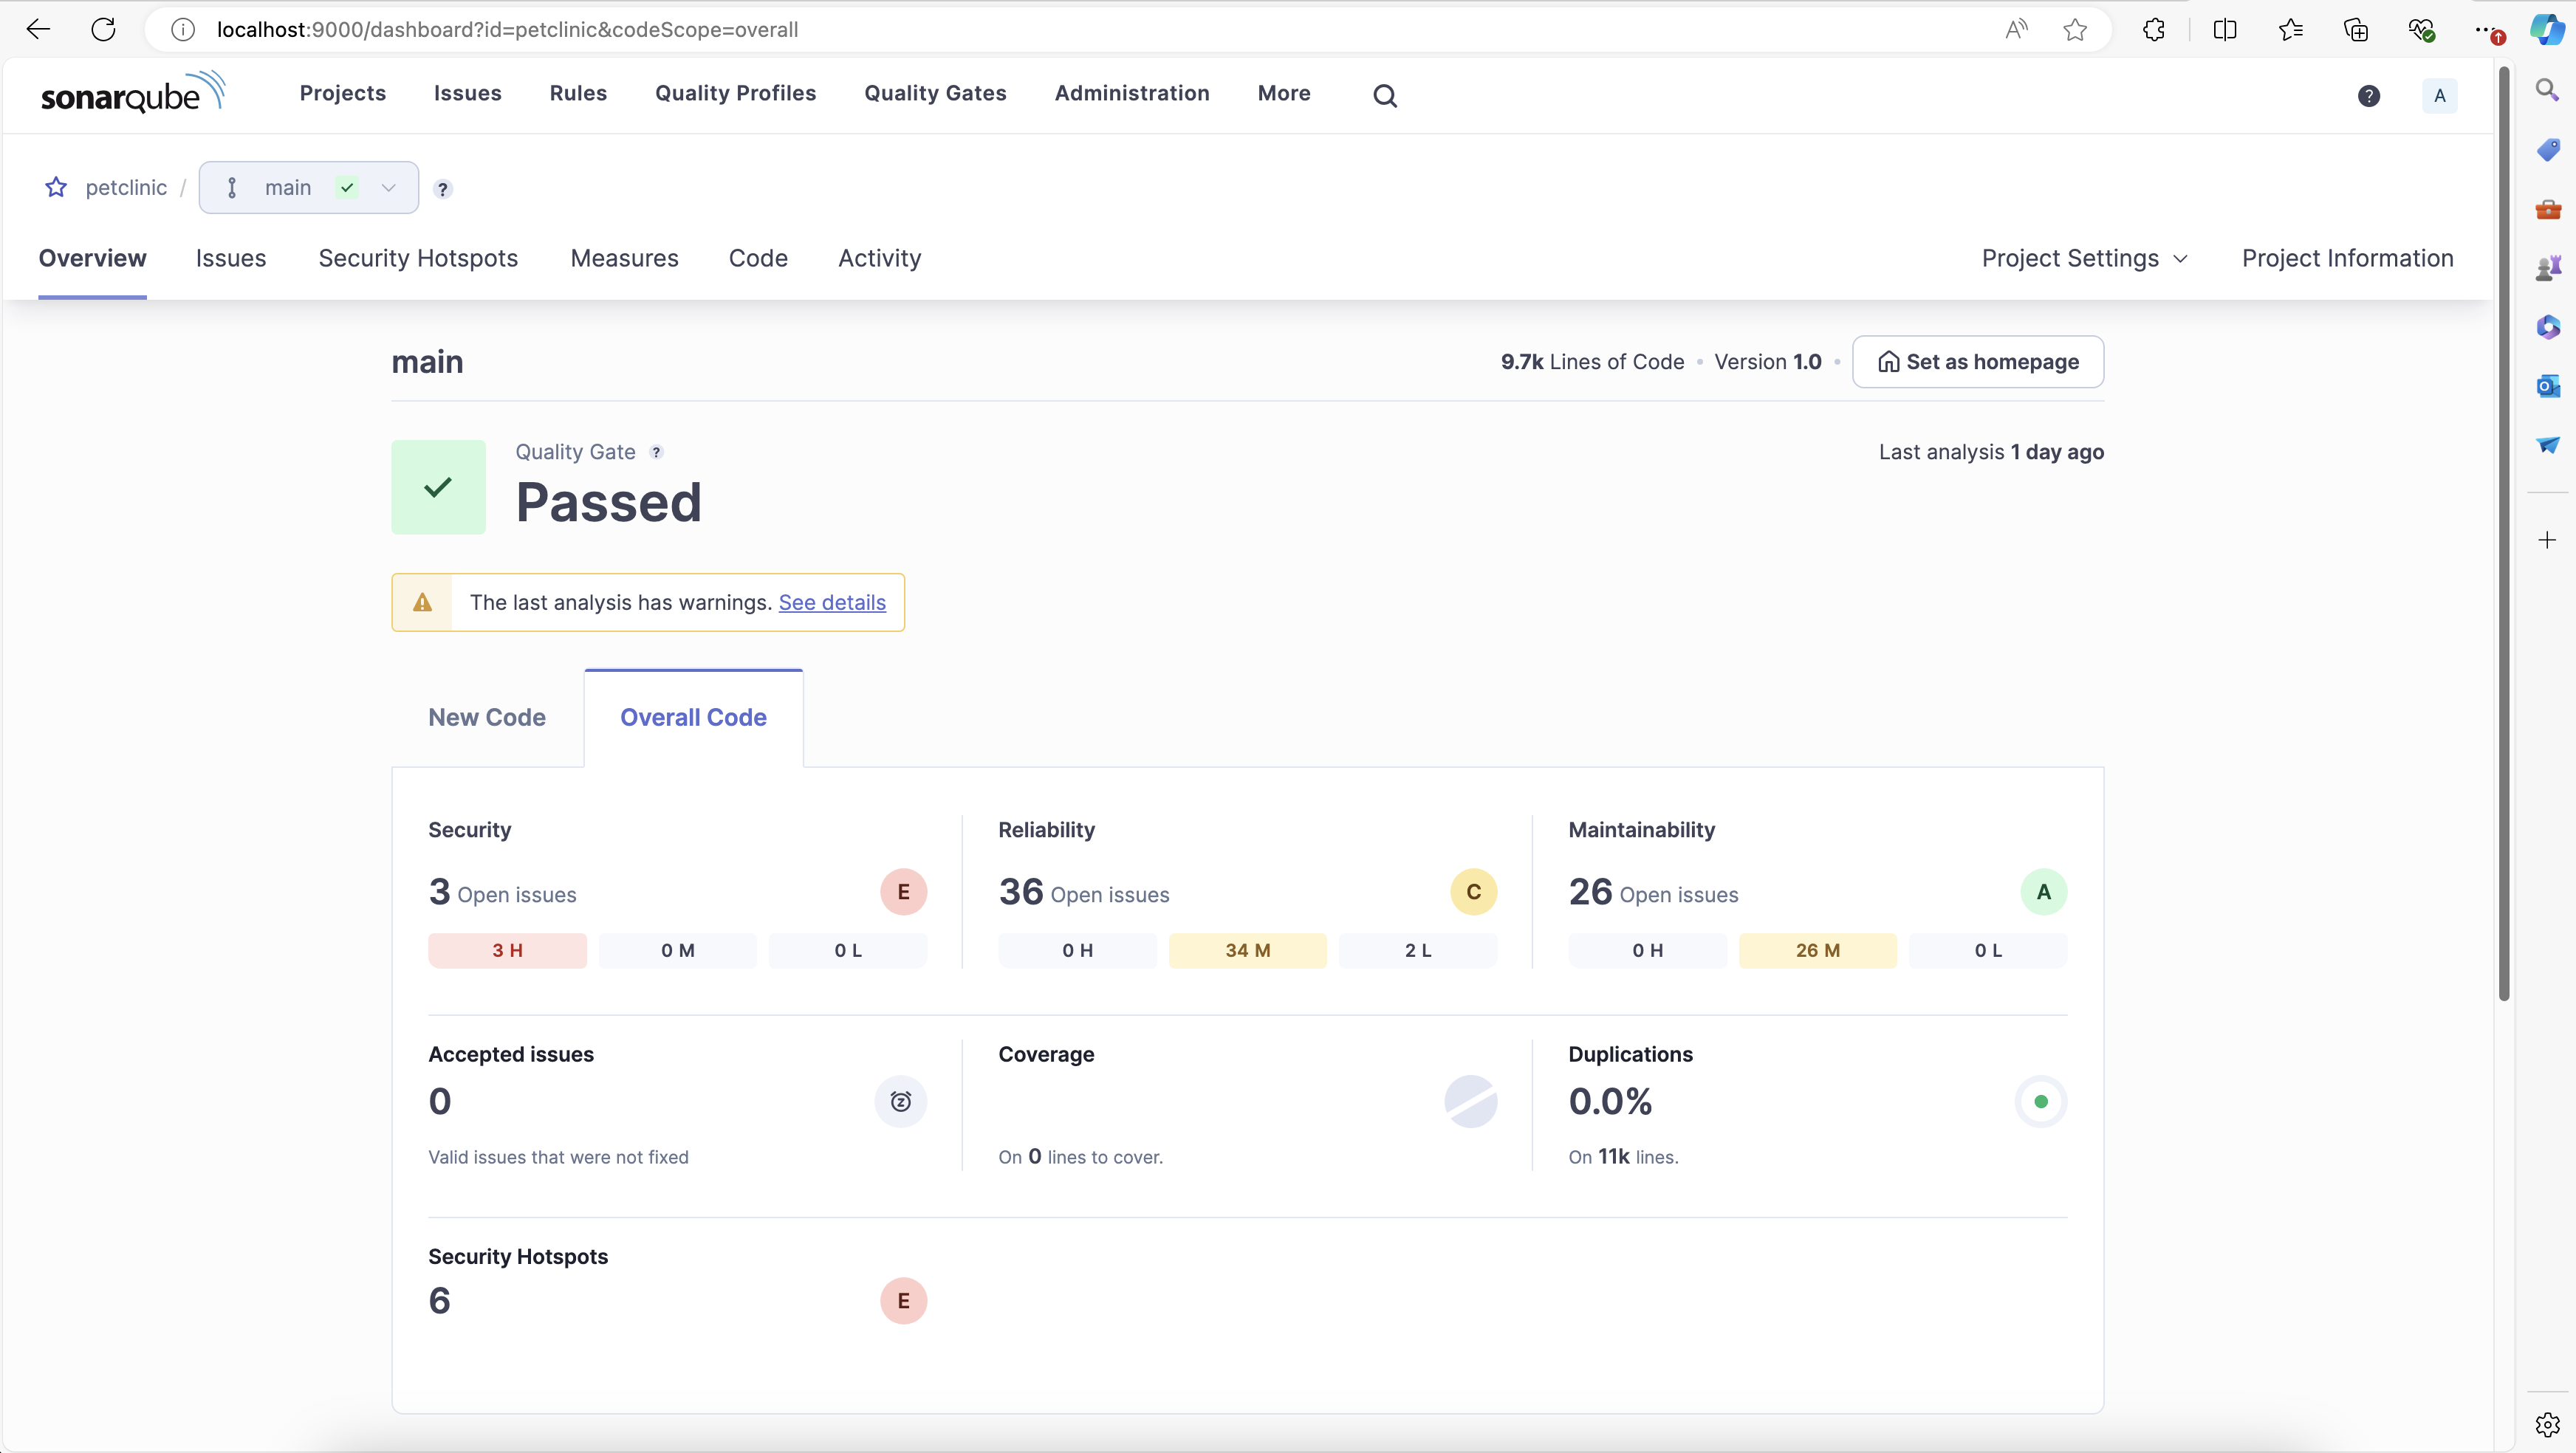 localhost:9000/dashboard?id=petclinic&codeScope=overall
sonarqube
Projects
Issues
Rules
Quality Profiles
Quality Gates
Administration
More
?
A
petclinic / main
?
Overview
Issues
Security Hotspots
Measures
Code
Activity
Project Settings
Project Information
main
9.7k Lines of Code • Version 1.0 •
Set as homepage
Quality Gate ?
Passed
Last analysis 1 day ago
The last analysis has warnings. See details
New Code
Overall Code
Security
3 Open issues
E
3 H
0 M
0 L
Reliability
36 Open issues
C
0 H
34 M
2 L
Maintainability
26 Open issues
A
0 H
26 M
0 L
Accepted issues
0
Valid issues that were not fixed
Coverage
On 0 lines to cover.
Duplications
0.0%
On 11k lines.
Security Hotspots
6
E